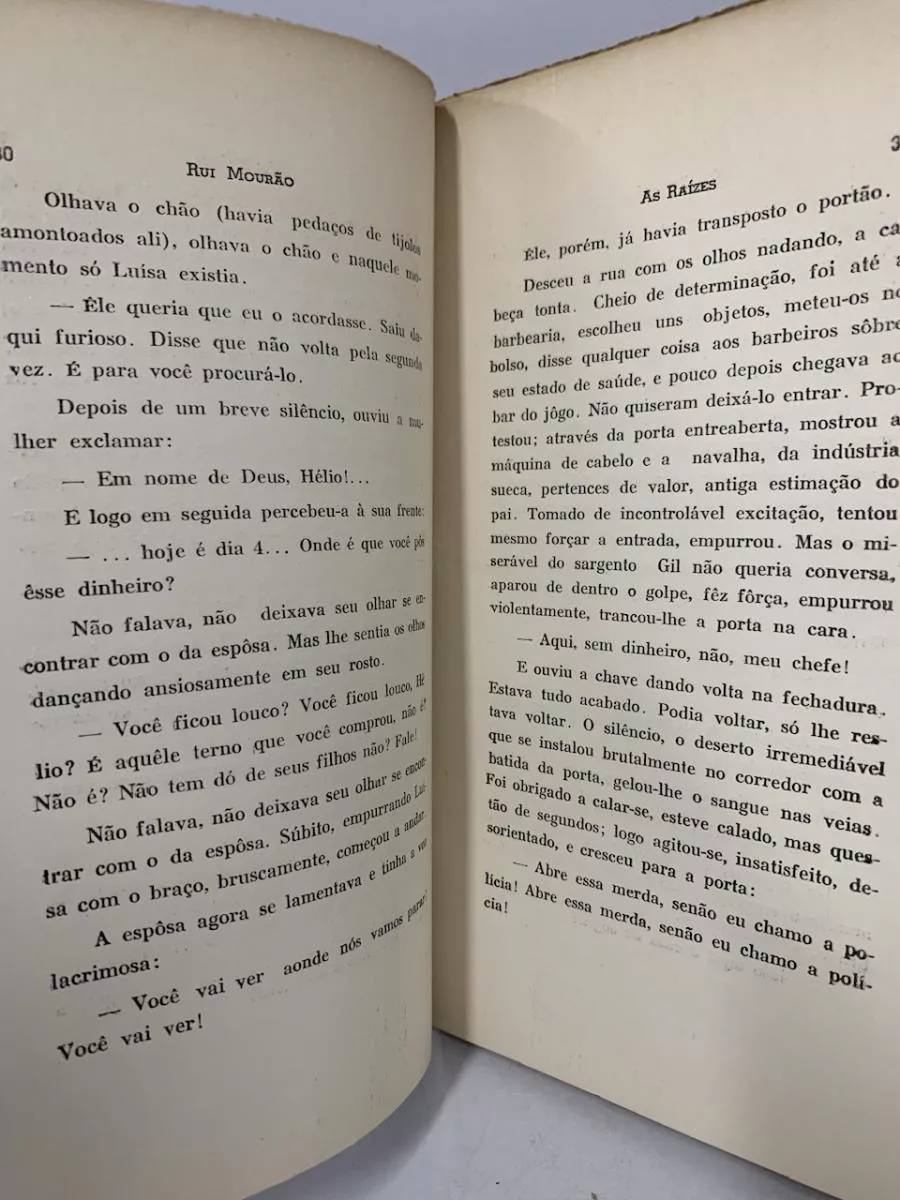 30
RUI MOURÃO
Olhava o chão (havia pedaços de tijolos
amontoados ali), olhava o chão e naquele mo-
mento só Luísa existia.
— Êle queria que eu o acordasse. Saiu da-
qui furioso. Disse que não volta pela segunda
vez. É para você procurá-lo.
Depois de um breve silêncio, ouviu a mu-
lher exclamar:
— Em nome de Deus, Hélio!...
E logo em seguida percebeu-a à sua frente:
— ... hoje é dia 4... Onde é que você pôs
êsse dinheiro?
Não falava, não deixava seu olhar se en-
contrar com o da espôsa. Mas lhe sentia os olhos
dançando ansiosamente em seu rosto.
— Você ficou louco? Você ficou louco, Hé
lio? É aquêle terno que você comprou, não é?
Não é? Não tem dó de seus filhos não? Fale!
Não falava, não deixava seu olhar se encon-
trar com o da espôsa. Súbito, empurrando Luí-
sa com o braço, bruscamente, começou a andar.
A espôsa agora se lamentava e tinha a voz
lacrimosa:
— Você vai ver aonde nós vamos parar!
Você vai ver!
3
AS RAÍZES
Êle, porém, já havia transposto o portão.
Desceu a rua com os olhos nadando, a ca
beça tonta. Cheio de determinação, foi até a
barbearia, escolheu uns objetos, meteu-os no
bolso, disse qualquer coisa aos barbeiros sôbre
seu estado de saúde, e pouco depois chegava ao
bar do jôgo. Não quiseram deixá-lo entrar. Pro-
testou; através da porta entreaberta, mostrou a
máquina de cabelo e a navalha, da indústria
sueca, pertences de valor, antiga estimação do
pai. Tomado de incontrolável excitação, tentou
mesmo forçar a entrada, empurrou. Mas o mi-
serável do sargento Gil não queria conversa,
aparou de dentro o golpe, fêz fôrça, empurrou
violentamente, trancou-lhe a porta na cara.
— Aqui, sem dinheiro, não, meu chefe!
E ouviu a chave dando volta na fechadura.
Estava tudo acabado. Podia voltar, só lhe res-
tava voltar. O silêncio, o deserto irremediável
que se instalou brutalmente no corredor com a
batida da porta, gelou-lhe o sangue nas veias.
Foi obrigado a calar-se, esteve calado, mas ques-
tão de segundos; logo agitou-se, insatisfeito, de-
sorientado, e cresceu para a porta:
— Abre essa merda, senão eu chamo a po-
lícia! Abre essa merda, senão eu chamo a polí-
cia!